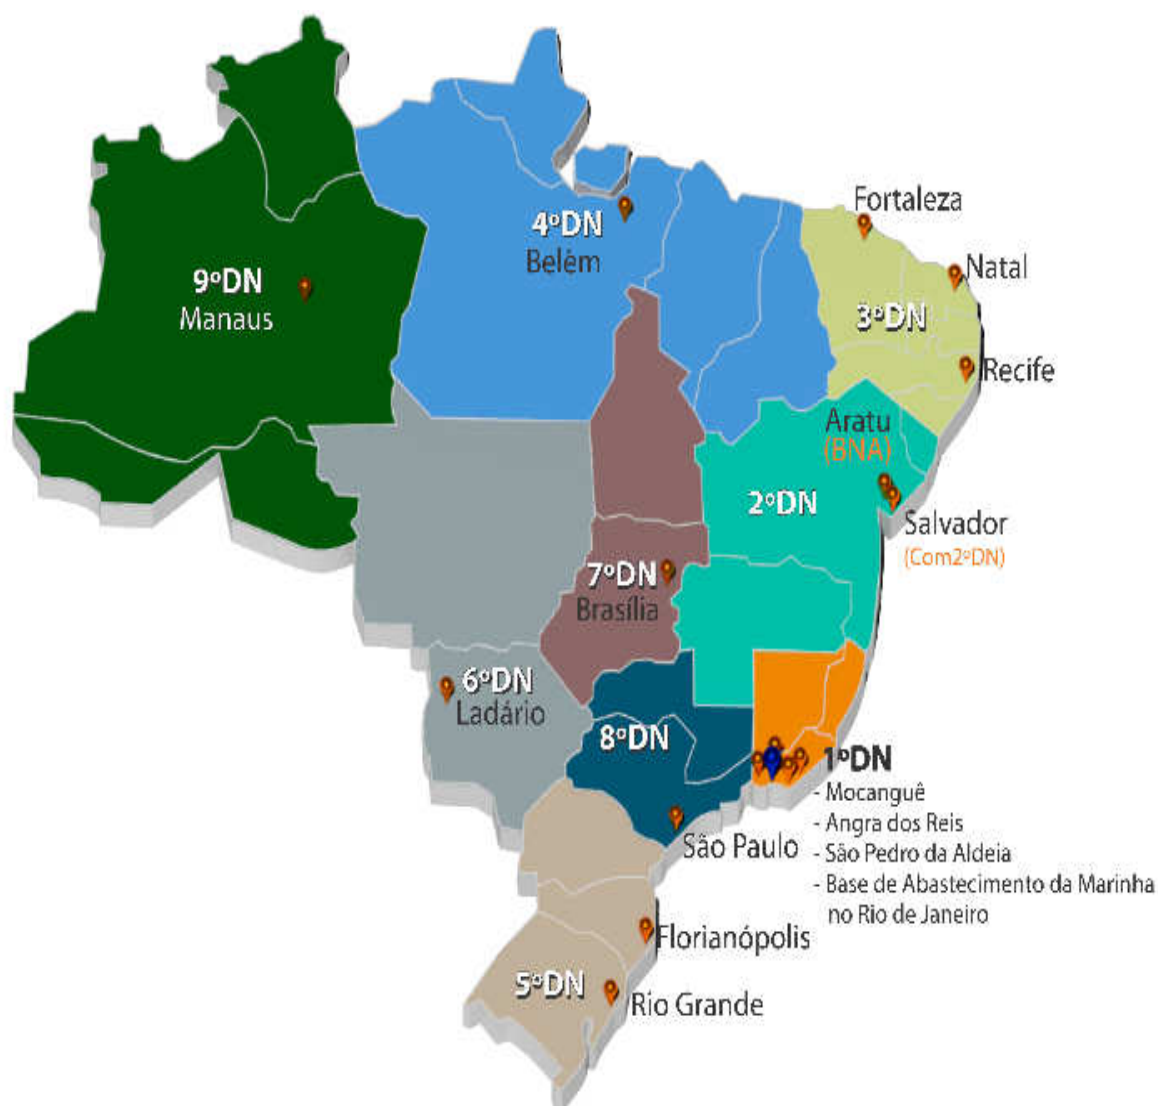 Fortaleza
4ºDN
Belém
Natal
9ºDN
Manaus
3ºDN
Recife
Aratu
(BNA)
2ºDN
Salvador
(Com2ºDN)
7ºDN
Brasília
6ºDN
Ladário
8ºDN
1ºDN
- Mocanguê
- Angra dos Reis
São Paulo
- São Pedro da Aldeia
- Base de Abastecimento da Marinha
no Rio de Janeiro
Florianópolis
5ºDN
Rio Grande